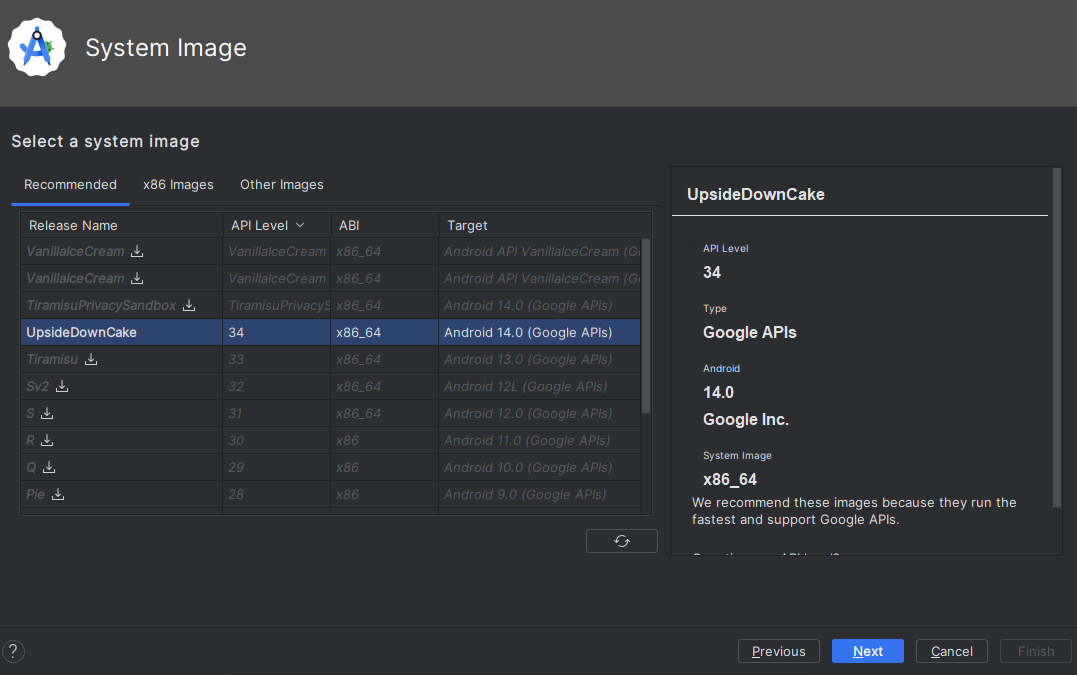 System Image
Select a system image
Recommended x86 Images Other Images
Release Name API Level ABI Target
VanillaIceCream VanillaIceCream x86_64 Android API VanillaIceCream (G
VanillaIceCream VanillaIceCream x86_64 Android API VanillaIceCream (G
TiramisuPrivacySandbox TiramisuPrivacyS x86_64 Android 14.0 (Google APIs)
UpsideDownCake 34 x86_64 Android 14.0 (Google APIs)
Tiramisu 33 x86_64 Android 13.0 (Google APIs)
Sv2 32 x86_64 Android 12L (Google APIs)
S 31 x86_64 Android 12.0 (Google APIs)
R 30 x86 Android 11.0 (Google APIs)
Q 29 x86 Android 10.0 (Google APIs)
Pie 28 x86 Android 9.0 (Google APIs)
UpsideDownCake
API Level
34
Type
Google APIs
Android
14.0
Google Inc.
System Image
x86_64
We recommend these images because they run the
fastest and support Google APIs.
? Previous Next Cancel Finish